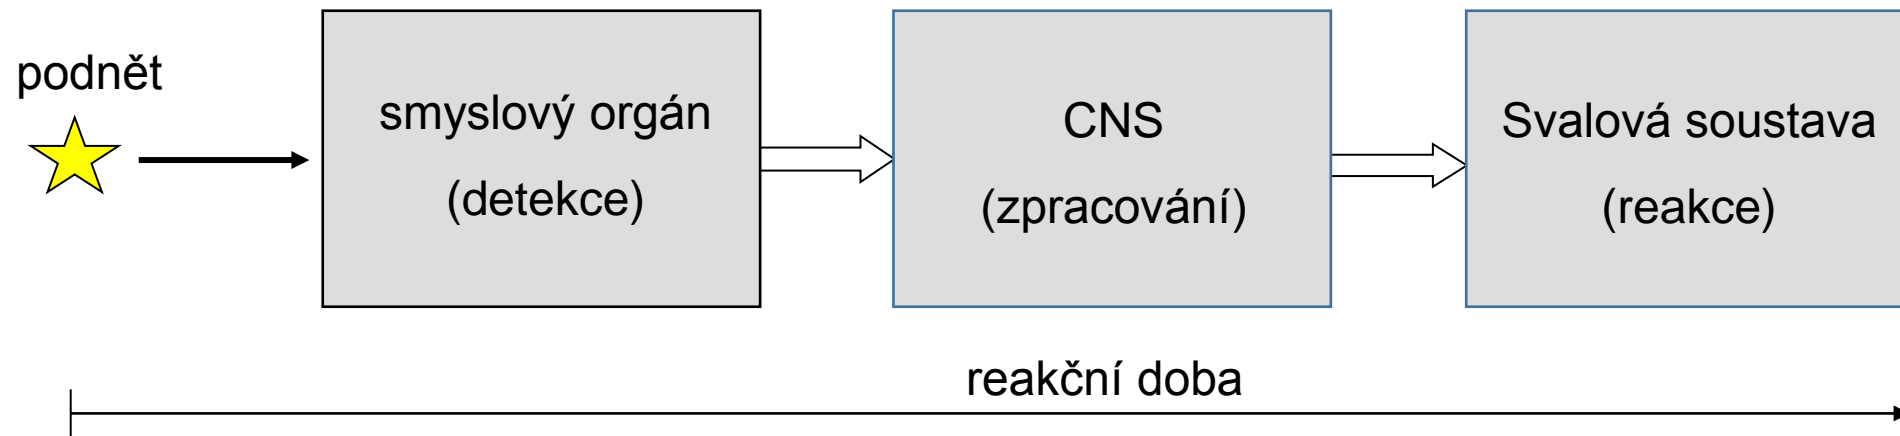 podnět
smyslový orgán
(detekce)
CNS
(zpracování)
Svalová soustava
(reakce)
reakční doba